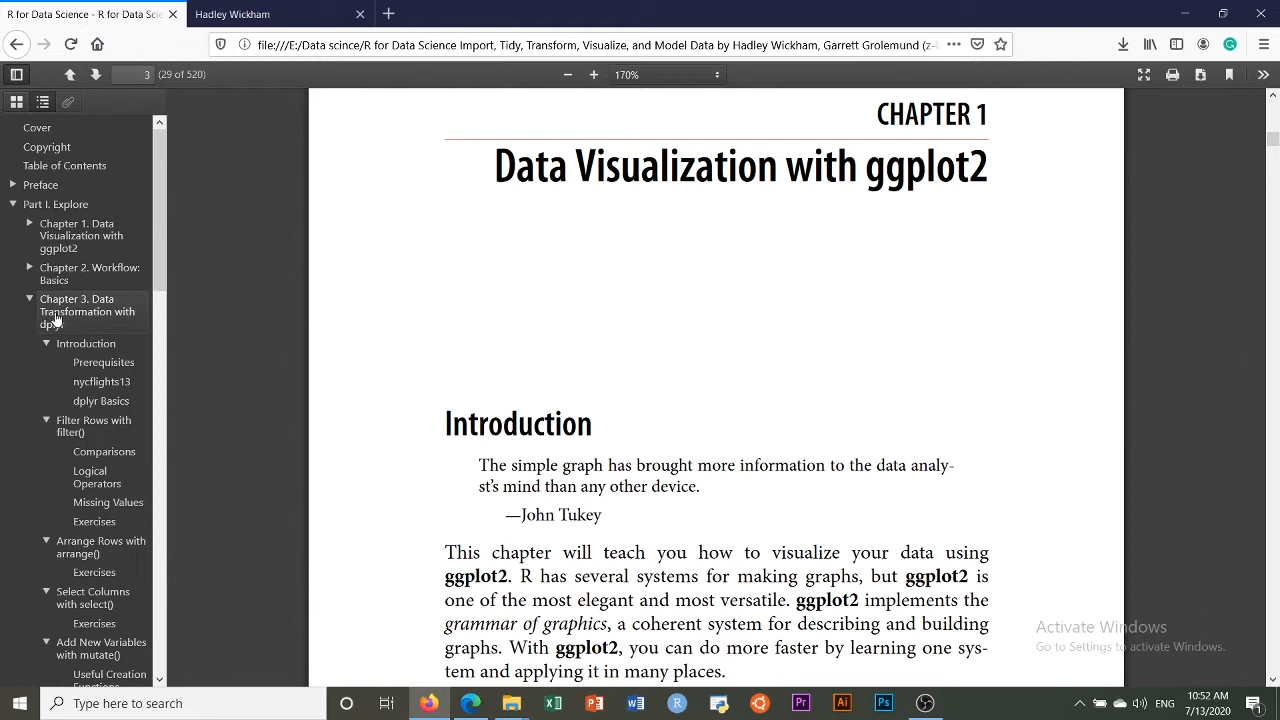 R for Data Science - R for Data Scie
Hadley Wickham
file:///E:/Data scince/R for Data Science Import, Tidy, Transform, Visualize, and Model Data by Hadley Wickham, Garrett Grolemund (z-li
3 (29 of 520)
170%
Cover
Copyright
Table of Contents
Preface
Part I. Explore
Chapter 1. Data
Visualization with
ggplot2
Chapter 2. Workflow:
Basics
Chapter 3. Data
Transformation with
dplyr
Introduction
Prerequisites
nycflights13
dplyr Basics
Filter Rows with
filter()
Comparisons
Logical
Operators
Missing Values
Exercises
Arrange Rows with
arrange()
Exercises
Select Columns
with select()
Exercises
Add New Variables
with mutate()
Useful Creation
CHAPTER 1
Data Visualization with ggplot2
Introduction
The simple graph has brought more information to the data analy-
st's mind than any other device.
—John Tukey
This chapter will teach you how to visualize your data using
ggplot2. R has several systems for making graphs, but ggplot2 is
one of the most elegant and most versatile. ggplot2 implements the
grammar of graphics, a coherent system for describing and building
graphs. With ggplot2, you can do more faster by learning one sys-
tem and applying it in many places.
Activate Windows
Go to Settings to activate Windows.
Type here to search
Pr
Ai
Ps
ENG
10:52 AM
7/13/2020
1